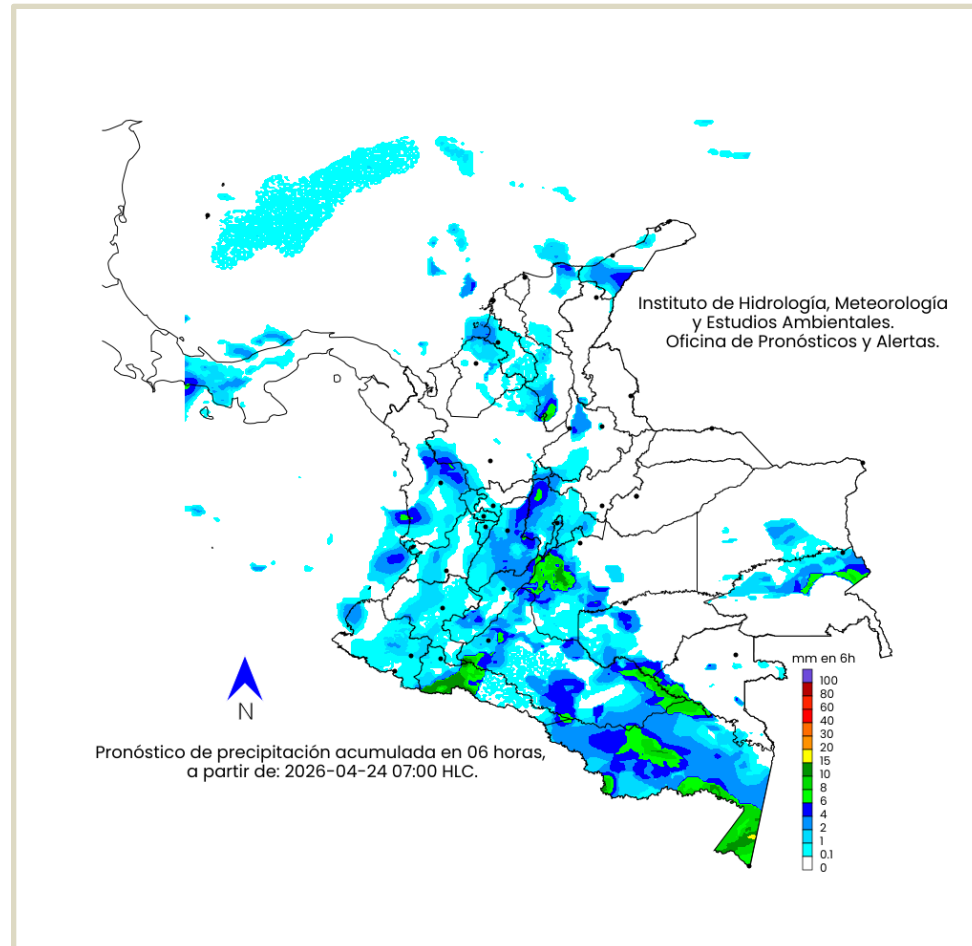 Instituto de Hidrología, Meteorología
y Estudios Ambientales.
Oficina de Pronósticos y Alertas.
N
Pronóstico de precipitación acumulada en 06 horas,
a partir de: 2026-04-24 07:00 HLC.
mm en 6h
100
80
60
40
30
20
15
10
8
6
4
2
1
0.1
0